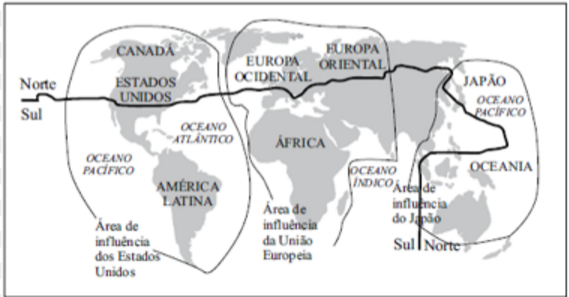 CANADÁ
ESTADOS
UNIDOS
Norte
Sul
EUROPA
OCIDENTAL
EUROPA
ORIENTAL
JAPÃO
OCEANO
PACÍFICO
OCEANO
ATLÂNTICO
ÁFRICA
OCEANO
PACÍFICO
AMÉRICA
LATINA
OCEANO
ÍNDICO
OCEANIA
Área de
influência
dos Estados
Unidos
Área de
influência
da União
Europeia
Área de
influência
do Japão
Sul Norte